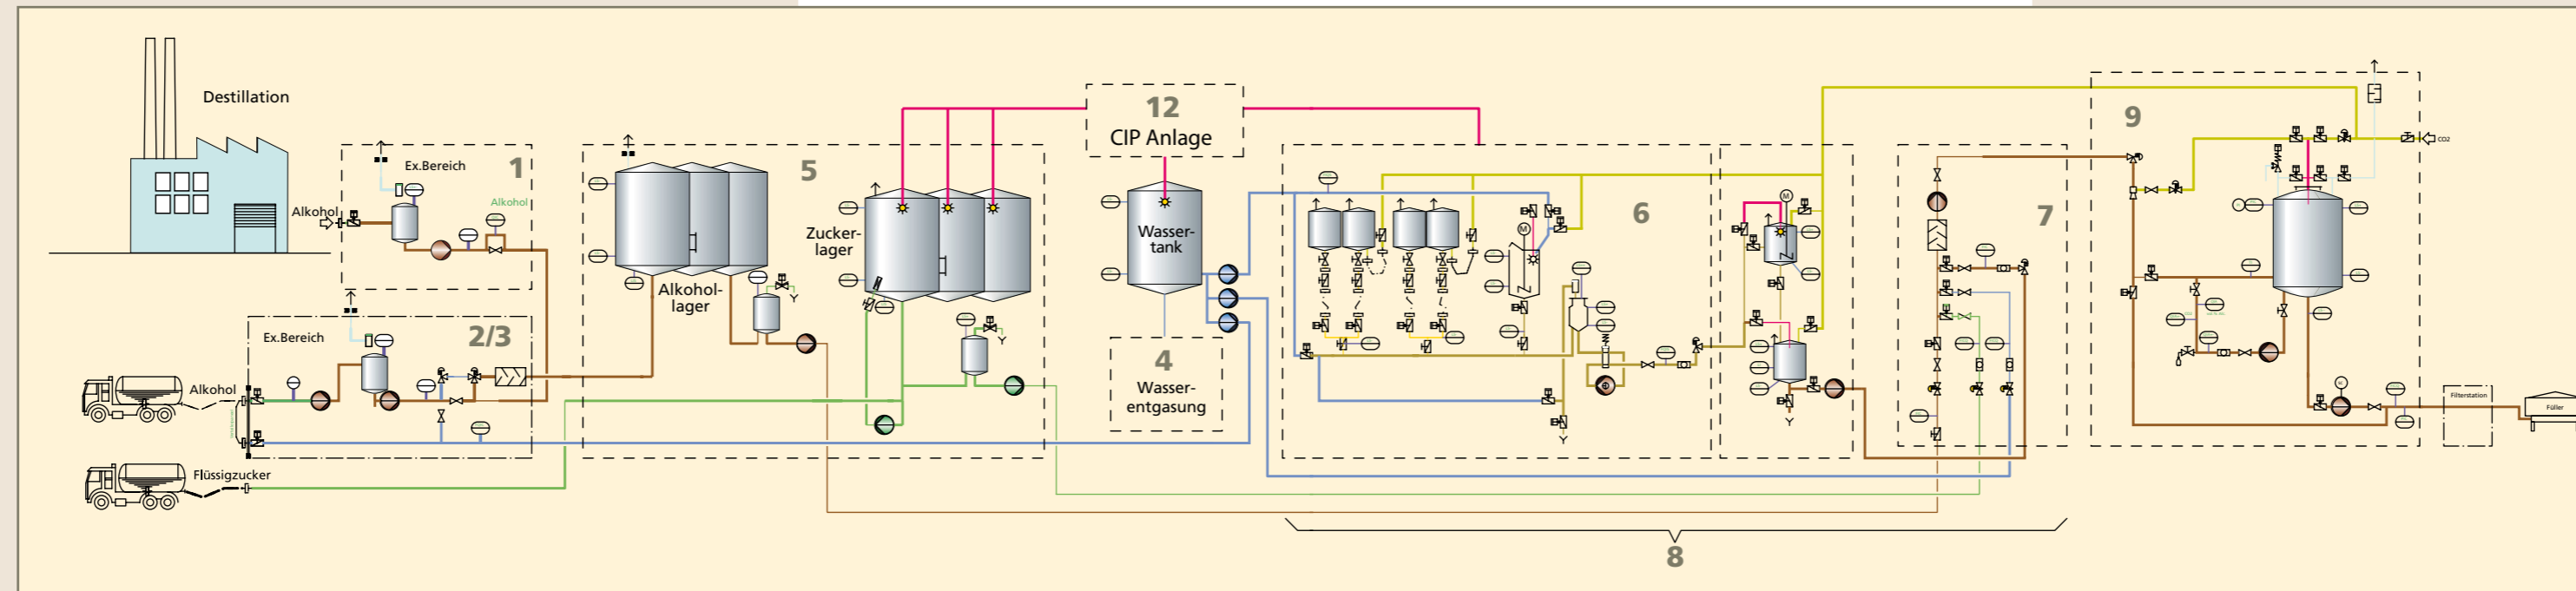 Destillation
Ex.Bereich
1
Alkohol
Alkohol
Ex.Bereich
2/3
Alkohol
Flüssigzucker
5
Alkohol-
lager
Zucker-
lager
12
CIP Anlage
Wasser-
tank
4
Wasser-
entgasung
6
M
M
7
8
9
CO2
Filterstation
Füller